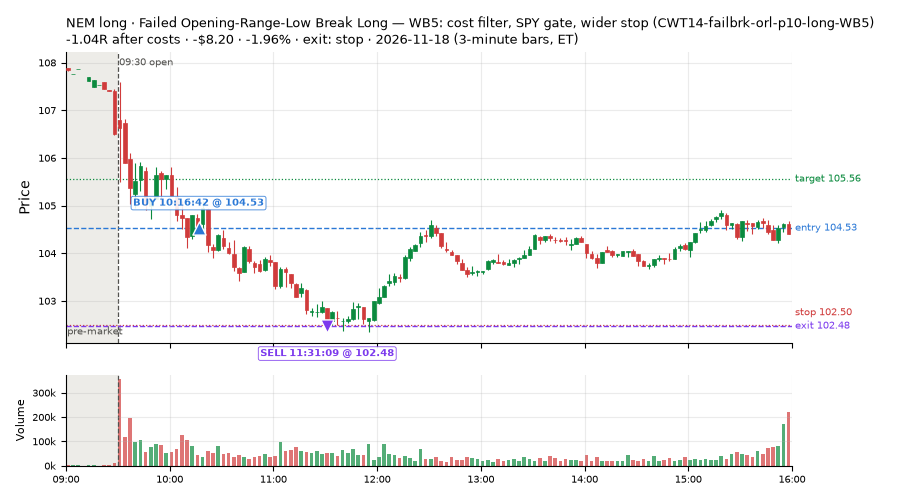 NEM long · Failed Opening-Range-Low Break Long — WB5: cost filter, SPY gate, wider stop (CWT14-failbrk-orl-p10-long-WB5)
-1.04R after costs · -$8.20 · -1.96% · exit: stop · 2026-11-18 (3-minute bars, ET)
09:30 open
108
107
106
105
104
103
Price
target 105.56
BUY 10:16:42 @ 104.53
entry 104.53
stop 102.50
exit 102.48
pre-market
SELL 11:31:09 @ 102.48
Volume
300k
200k
100k
0k
09:00
10:00
11:00
12:00
13:00
14:00
15:00
16:00